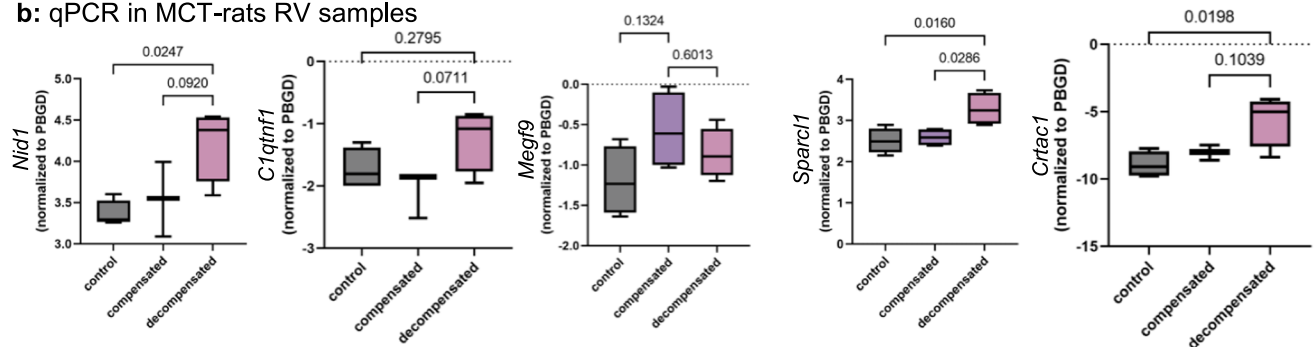 b: qPCR in MCT-rats RV samples
Nid1
(normalized to PBGD)
5.0
4.5
4.0
3.5
3.0
0.0247
0.0920
control
compensated
decompensated
C1qtnf1
(normalized to PBGD)
0
-1
-2
-3
0.2795
0.0711
control
compensated
decompensated
Megf9
(normalized to PBGD)
0.0
-0.5
-1.0
-1.5
-2.0
0.1324
0.6013
control
compensated
decompensated
Sparcl1
(normalized to PBGD)
4
3
2
1
0
0.0160
0.0286
control
compensated
decompensated
Crtac1
(normalized to PBGD)
0
-5
-10
-15
0.0198
0.1039
control
compensated
decompensated